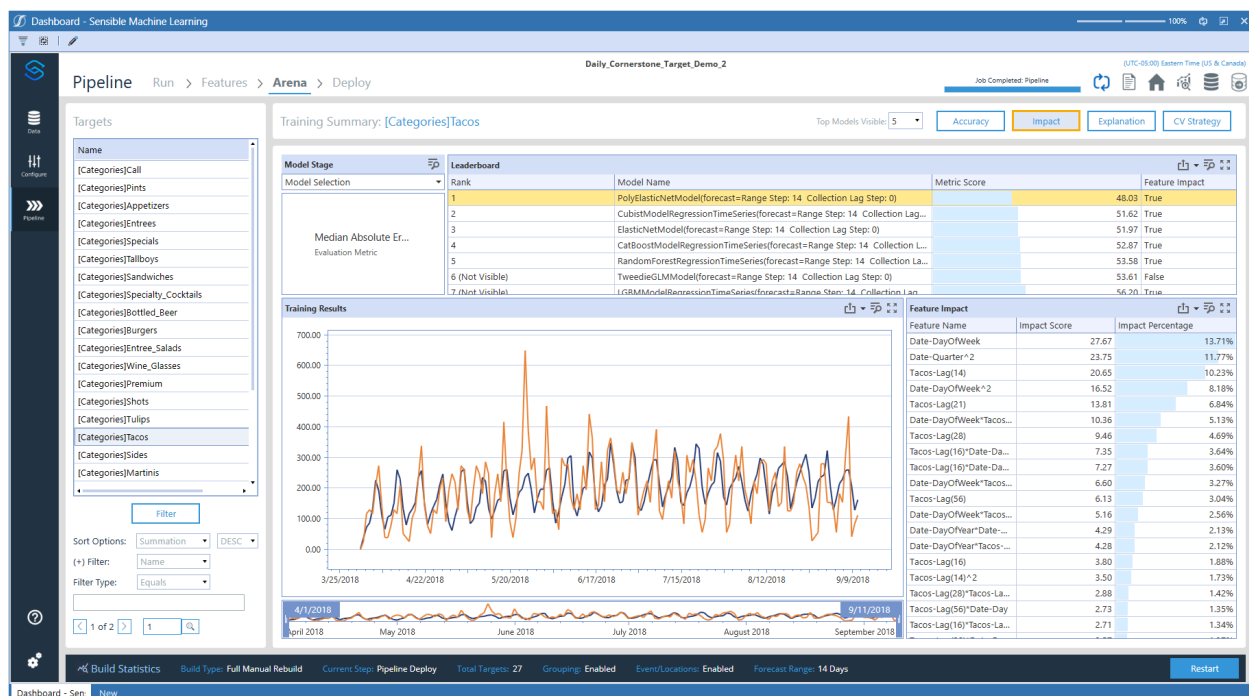 Dashboard - Sensible Machine Learning
100%
Daily_Cornerstone_Target_Demo_2
(UTC-05:00) Eastern Time (US & Canada)
Pipeline Run > Features > Arena > Deploy
Job Completed: Pipeline
Data
Configure
Pipeline
Targets
Name
[Categories]Call
[Categories]Pints
[Categories]Appetizers
[Categories]Entrees
[Categories]Specials
[Categories]Tallboys
[Categories]Sandwiches
[Categories]Specialty_Cocktails
[Categories]Bottled_Beer
[Categories]Burgers
[Categories]Entree_Salads
[Categories]Wine_Glasses
[Categories]Premium
[Categories]Shots
[Categories]Tulips
[Categories]Tacos
[Categories]Sides
[Categories]Martinis
Filter
Sort Options: Summation DESC
(+) Filter: Name
Filter Type: Equals
< 1 of 2 > 1
Training Summary: [Categories]Tacos
Top Models Visible: 5
Accuracy Impact Explanation CV Strategy
Model Stage
Model Selection
Median Absolute Er...
Evaluation Metric
Leaderboard
Rank Model Name Metric Score Feature Impact
1 PolyElasticNetModel(forecast=Range Step: 14 Collection Lag Step: 0) 48.03 True
2 CubistModelRegressionTimeSeries(forecast=Range Step: 14 Collection Lag... 51.62 True
3 ElasticNetModel(forecast=Range Step: 14 Collection Lag Step: 0) 51.97 True
4 CatBoostModelRegressionTimeSeries(forecast=Range Step: 14 Collection L... 52.87 True
5 RandomForestRegressionTimeSeries(forecast=Range Step: 14 Collection La... 53.58 True
6 (Not Visible) TweedieGLMModel(forecast=Range Step: 14 Collection Lag Step: 0) 53.61 False
7 (Not Visible) LGBMModelRegressionTimeSeries(forecast=Range Step: 14 Collection Lag 56.20 True
Training Results
700.00
600.00
500.00
400.00
300.00
200.00
100.00
0.00
3/25/2018 4/22/2018 5/20/2018 6/17/2018 7/15/2018 8/12/2018 9/9/2018
4/1/2018 9/11/2018
April 2018 May 2018 June 2018 July 2018 August 2018 September 2018
Feature Impact
Feature Name Impact Score Impact Percentage
Date-DayOfWeek 27.67 13.71%
Date-Quarter^2 23.75 11.77%
Tacos-Lag(14) 20.65 10.23%
Date-DayOfWeek^2 16.52 8.18%
Tacos-Lag(21) 13.81 6.84%
Date-DayOfWeek*Tacos... 10.36 5.13%
Tacos-Lag(28) 9.46 4.69%
Tacos-Lag(16)*Date-Da... 7.35 3.64%
Tacos-Lag(16)*Date-Da... 7.27 3.60%
Date-DayOfWeek*Tacos... 6.60 3.27%
Tacos-Lag(56) 6.13 3.04%
Date-DayOfWeek*Tacos... 5.16 2.56%
Date-DayOfYear*Date-... 4.29 2.13%
Date-DayOfYear*Tacos-... 4.28 2.12%
Tacos-Lag(16) 3.80 1.88%
Tacos-Lag(14)^2 3.50 1.73%
Tacos-Lag(28)*Tacos-La... 2.88 1.42%
Tacos-Lag(56)*Date-Day 2.73 1.35%
Tacos-Lag(16)*Tacos-La... 2.71 1.34%
Build Statistics Build Type: Full Manual Rebuild Current Step: Pipeline Deploy Total Targets: 27 Grouping: Enabled Event/Locations: Enabled Forecast Range: 14 Days Restart
Dashboard - Sen: New